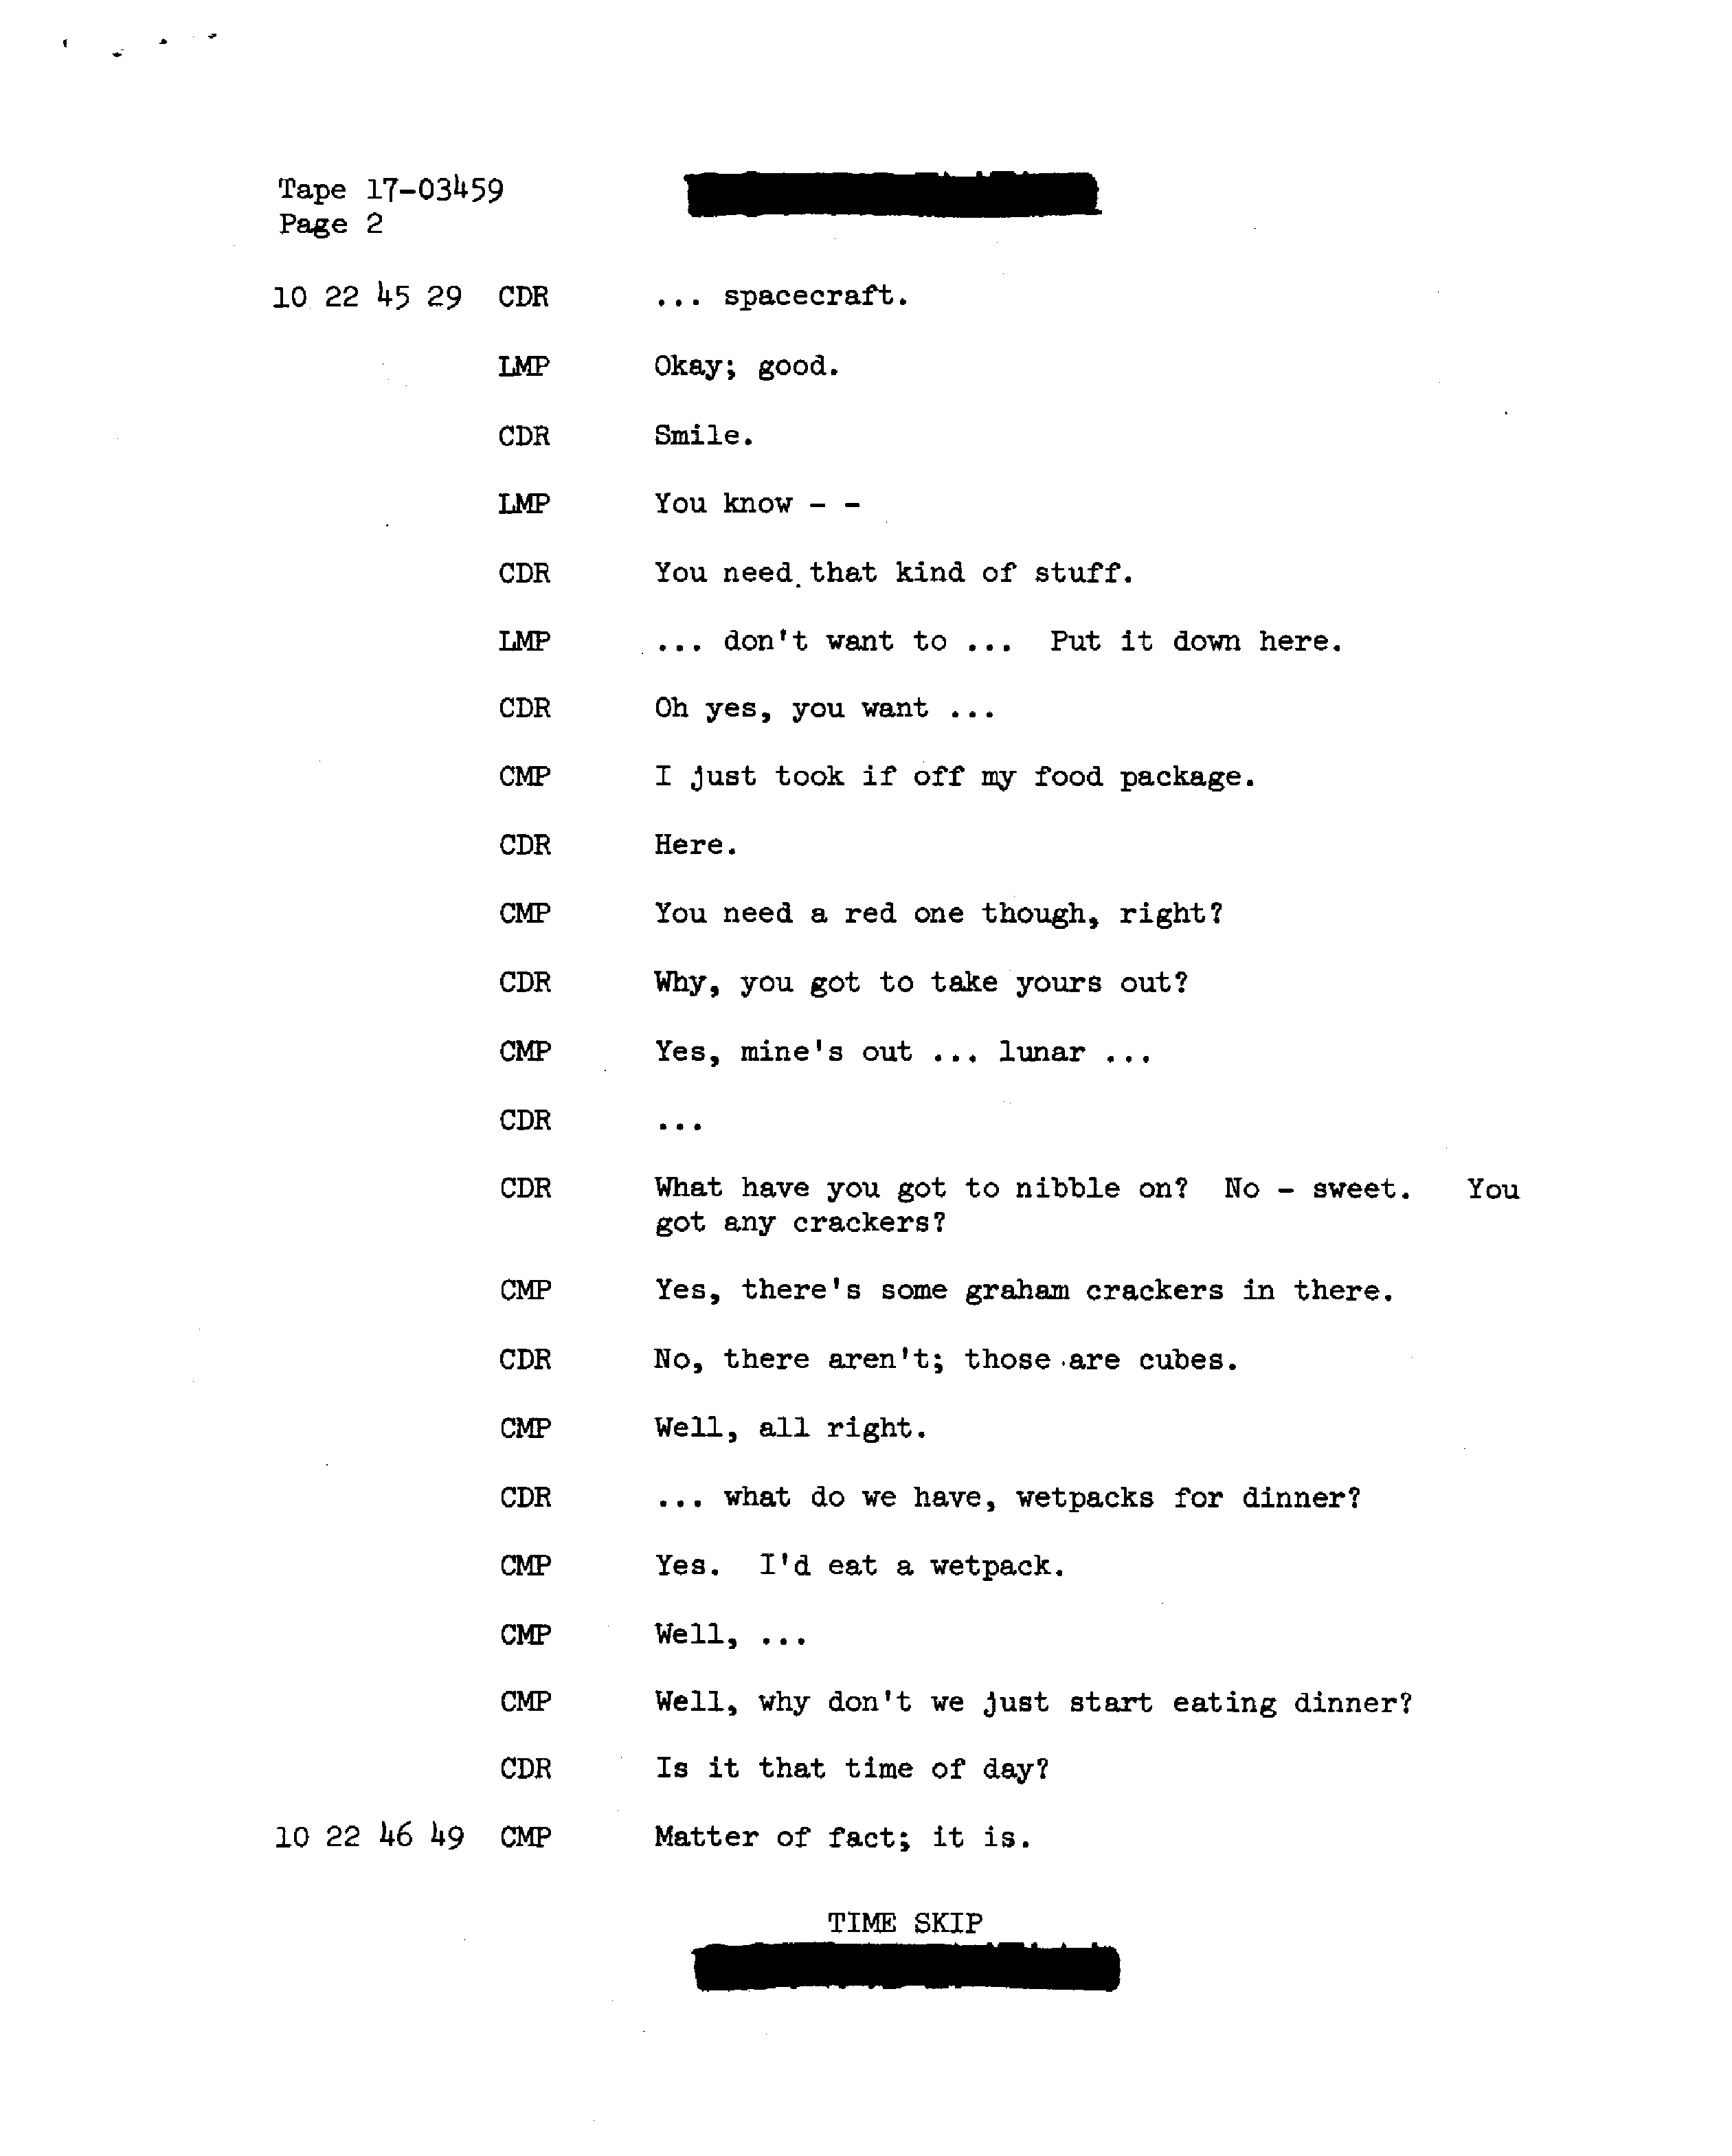 Tape 17-03459
Page 2
10 22 45 29 CDR ... spacecraft.
LMP Okay; good.
CDR Smile.
LMP You know - -
CDR You need that kind of stuff.
LMP ... don't want to ... Put it down here.
CDR Oh yes, you want ...
CMP I just took if off my food package.
CDR Here.
CMP You need a red one though, right?
CDR Why, you got to take yours out?
CMP Yes, mine's out ... lunar ...
CDR ...
CDR What have you got to nibble on? No - sweet. You
got any crackers?
CMP Yes, there's some graham crackers in there.
CDR No, there aren't; those are cubes.
CMP Well, all right.
CDR ... what do we have, wetpacks for dinner?
CMP Yes. I'd eat a wetpack.
CMP Well, ...
CMP Well, why don't we just start eating dinner?
CDR Is it that time of day?
10 22 46 49 CMP Matter of fact; it is.
TIME SKIP